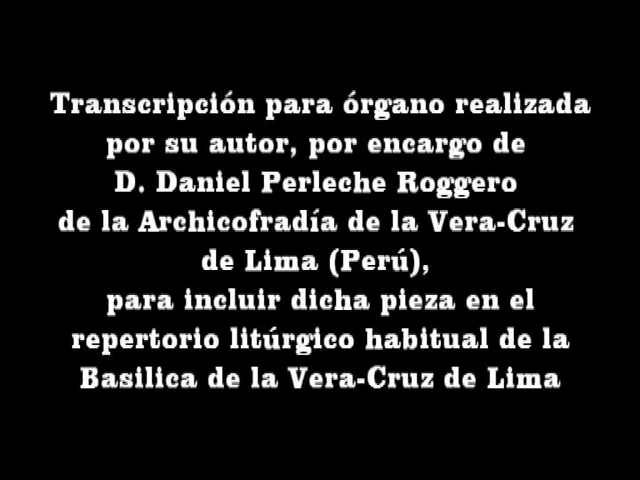 Transcripción para órgano realizada
por su autor, por encargo de
D. Daniel Perleche Roggero
de la Archicofradía de la Vera-Cruz
de Lima (Perú),
para incluir dicha pieza en el
repertorio litúrgico habitual de la
Basilica de la Vera-Cruz de Lima